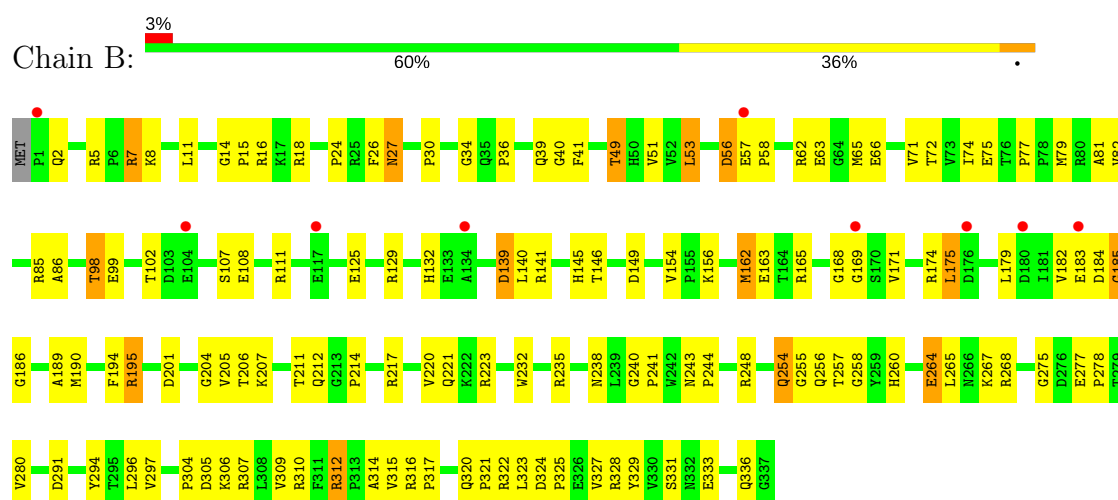 3%
Chain B:
60% 36% •
MET P1 Q2 R5 P6 R7 K8 L11 G14 P15 R16 K17 R18 P24 R25 F26 N27 P30 G34 Q35 P36 Q39 G40 F41 T49 H50 V51 V52 L53 D56 E57 P58 R62 E63 G64 M65 E66 V71 T72 V73 I74 E75 T76 P77 P78 M79 R80 A81 V82
R85 A86 T98 E99 T102 D103 E104 S107 E108 R111 E117 E125 R129 H132 E133 A134 D139 L140 R141 H145 T146 D149 V154 P155 K156 M162 E163 T164 R165 G168 G169 S170 V171 R174 L175 D176 L179 D180 I181 V182 E183 D184 G185
G186 A189 M190 F194 R195 D201 G204 V205 T206 K207 T211 Q212 G213 P214 R217 V220 Q221 K222 R223 W232 R235 N238 L239 G240 P241 W242 N243 P244 R248 Q254 G255 Q256 T257 G258 Y259 H260 E264 L265 N266 K267 R268 G275 D276 E277 P278 T279
V280 D291 Y294 T295 L296 V297 P304 D305 K306 R307 L308 V309 R310 F311 R312 P313 A314 V315 R316 P317 Q320 P321 R322 L323 D324 P325 E326 V327 R328 Y329 V330 S331 N332 E333 Q336 G337